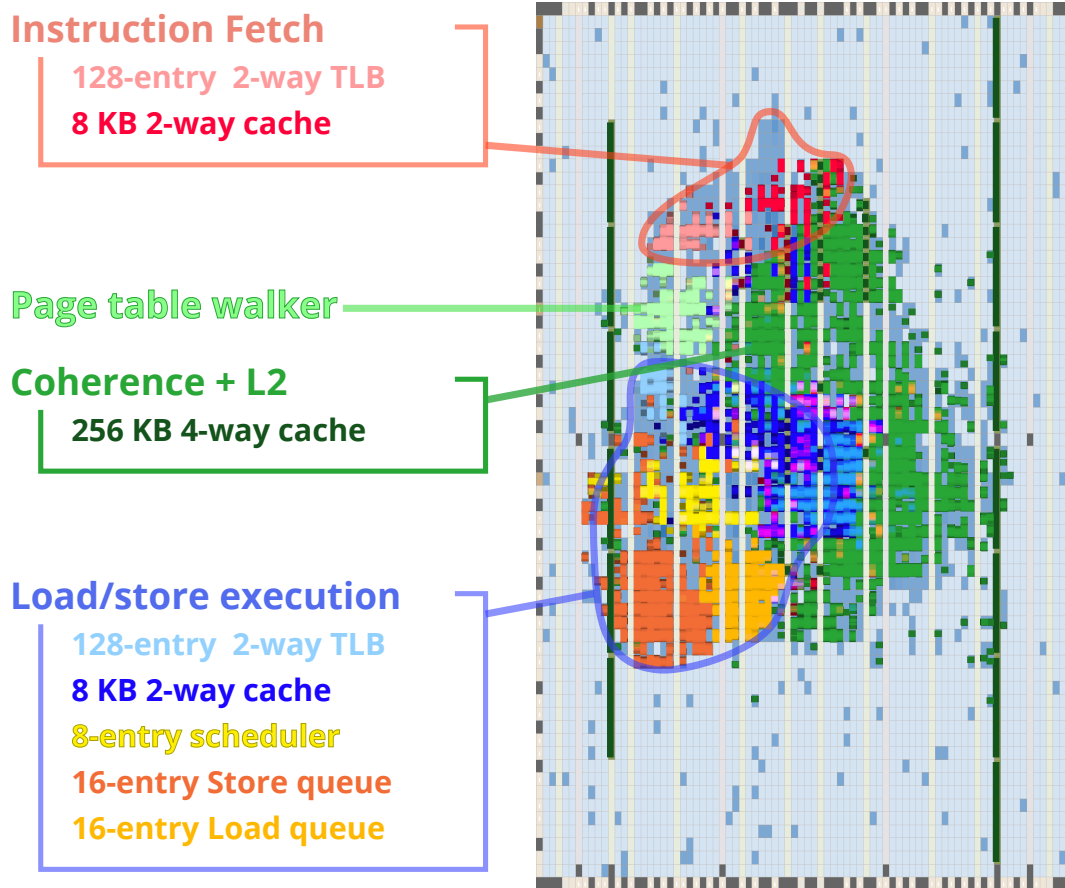 Instruction Fetch
128-entry  2-way TLB
8 KB 2-way cache
Page table walker
Coherence + L2
256 KB 4-way cache
Load/store execution
128-entry  2-way TLB
8 KB 2-way cache
8-entry scheduler
16-entry Store queue
16-entry Load queue